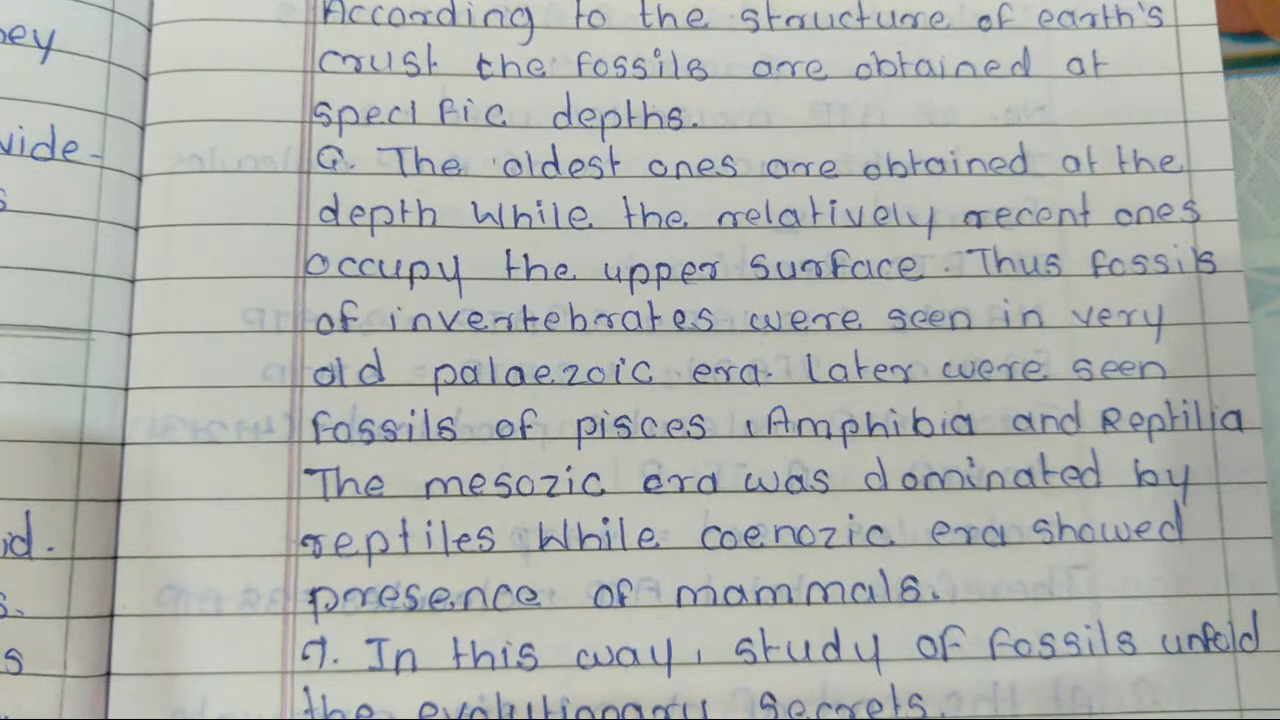 According to the structure of earth's
crust the fossils are obtained at
specific depths.
6. The oldest ones are obtained at the
depth while the relatively recent ones
occupy the upper surface. Thus fossils
of invertebrates were seen in very
old palaezoic era. Later were seen
fossils of pisces, Amphibia and Reptilia
The mesozic era was dominated by
reptiles while coenozic era showed
presence of mammals.
7. In this way, study of fossils unfold
the evolutionary secrets.